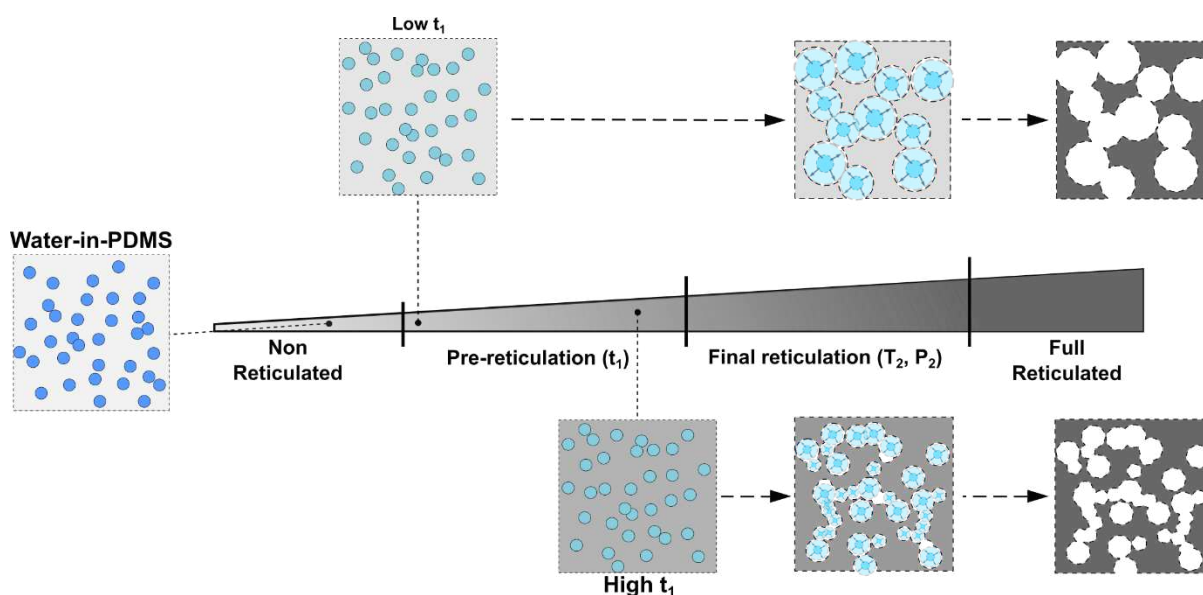 Low t₁
Water-in-PDMS
Non
Reticulated
Pre-reticulation (t₁)
Final reticulation (T₂, P₂)
Full
Reticulated
High t₁